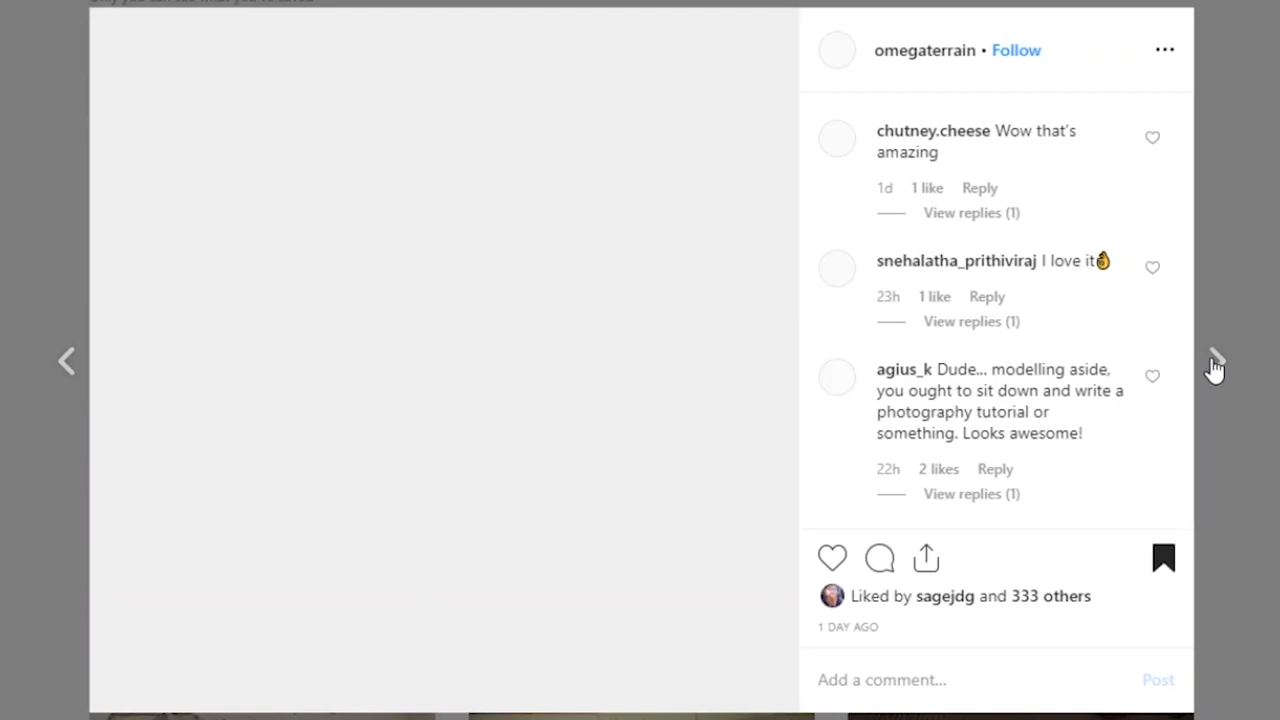 omegaterrain • Follow
chutney.cheese Wow that's
amazing
1d 1 like Reply
View replies (1)
snehalatha_prithiviraj I love it👌
23h 1 like Reply
View replies (1)
agius_k Dude... modelling aside,
you ought to sit down and write a
photography tutorial or
something. Looks awesome!
22h 2 likes Reply
View replies (1)
Liked by sagejdg and 333 others
1 DAY AGO
Add a comment... Post